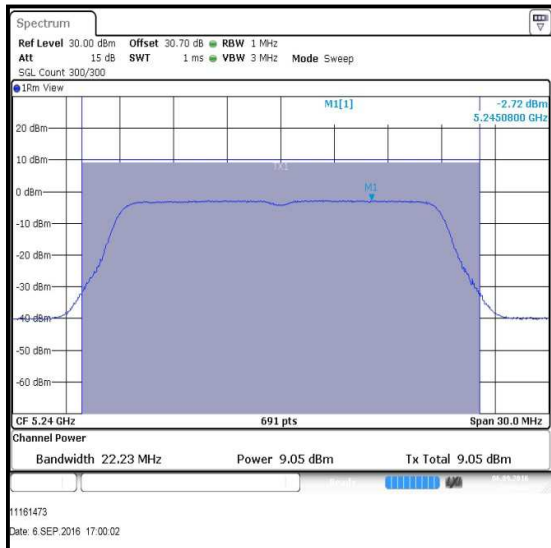 Spectrum
Ref Level 30.00 dBm Offset 30.70 dB RBW 1 MHz
Att 15 dB SWT 1 ms VBW 3 MHz Mode Sweep
SGL Count 300/300
1Rm View
M1[1] -2.72 dBm
5.2450800 GHz
20 dBm
10 dBm
TX1
0 dBm
M1
-10 dBm
-20 dBm
-30 dBm
-40 dBm
-50 dBm
-60 dBm
CF 5.24 GHz 691 pts Span 30.0 MHz
Channel Power
Bandwidth 22.23 MHz Power 9.05 dBm Tx Total 9.05 dBm
11161473
Date: 6.SEP.2016 17:00:02